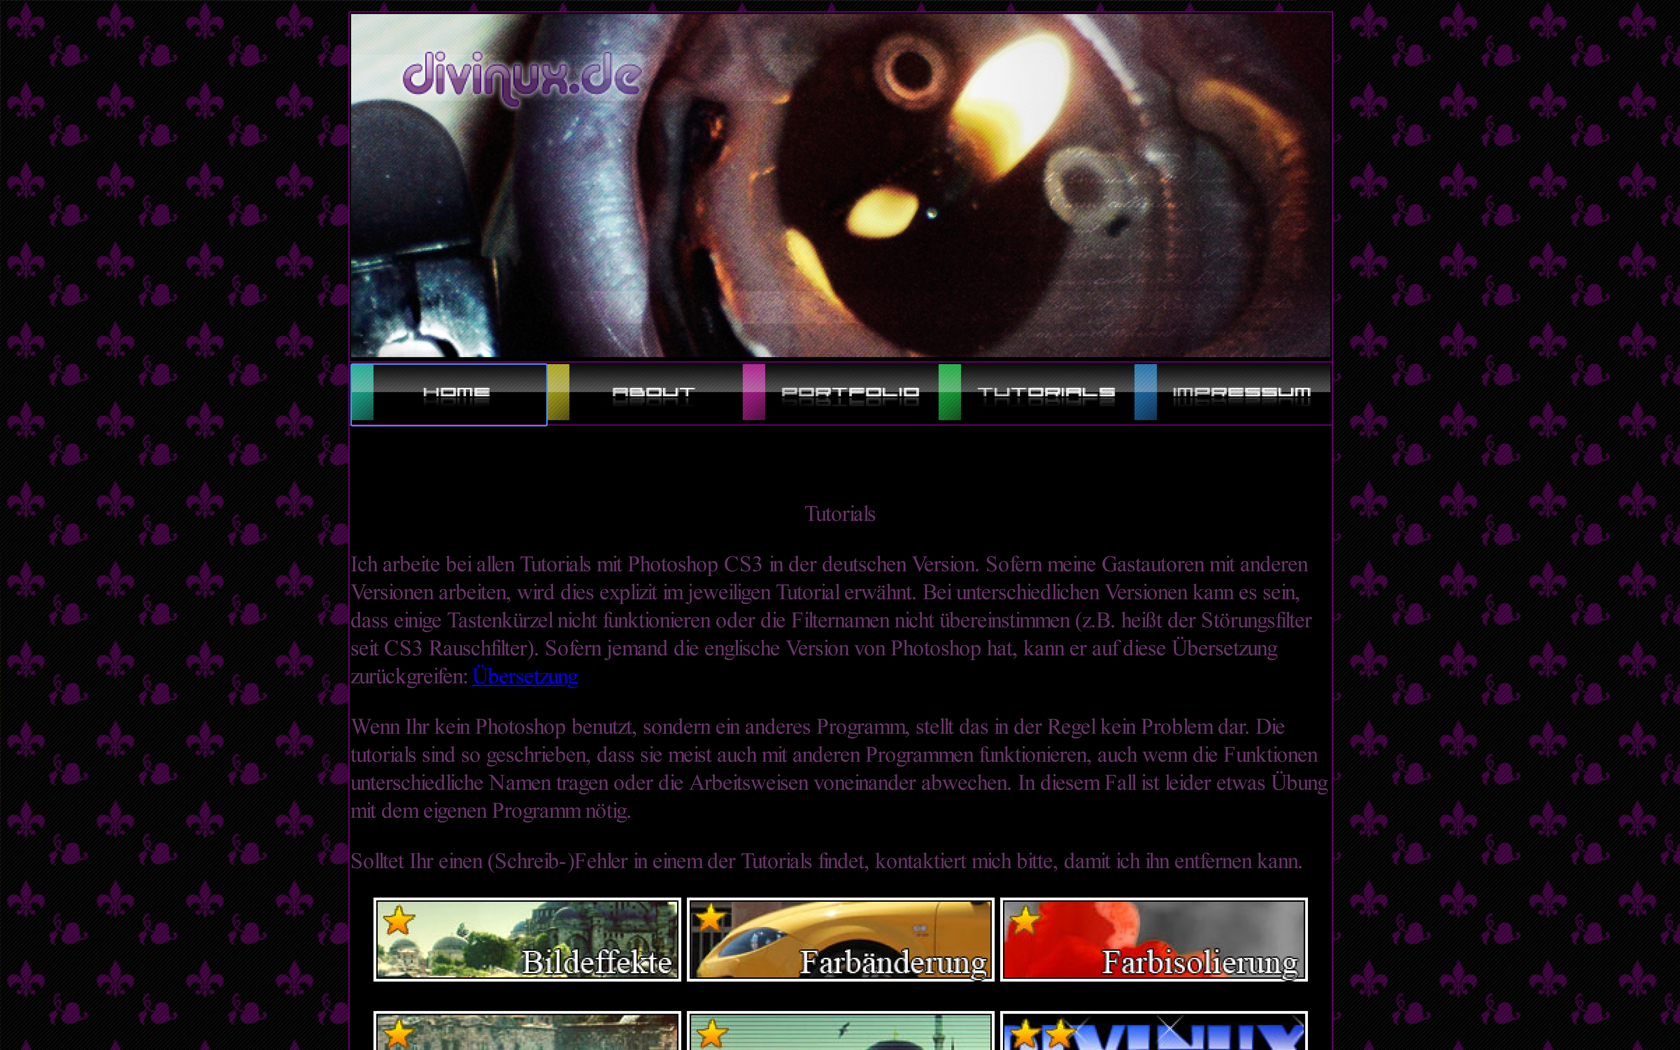 divinux.de
HOME ABOUT PORTFOLIO TUTORIALS IMPRESSUM
Tutorials
Ich arbeite bei allen Tutorials mit Photoshop CS3 in der deutschen Version. Sofern meine Gastautoren mit anderen
Versionen arbeiten, wird dies explizit im jeweiligen Tutorial erwähnt. Bei unterschiedlichen Versionen kann es sein,
dass einige Tastenkürzel nicht funktionieren oder die Filternamen nicht übereinstimmen (z.B. heißt der Störungsfilter
seit CS3 Rauschfilter). Sofern jemand die englische Version von Photoshop hat, kann er auf diese Übersetzung
zurückgreifen: Übersetzung
Wenn Ihr kein Photoshop benutzt, sondern ein anderes Programm, stellt das in der Regel kein Problem dar. Die
tutorials sind so geschrieben, dass sie meist auch mit anderen Programmen funktionieren, auch wenn die Funktionen
unterschiedliche Namen tragen oder die Arbeitsweisen voneinander abwechen. In diesem Fall ist leider etwas Übung
mit dem eigenen Programm nötig.
Solltet Ihr einen (Schreib-)Fehler in einem der Tutorials findet, kontaktiert mich bitte, damit ich ihn entfernen kann.
Bildeffekte Farbänderung Farbisolierung
DIVINUX